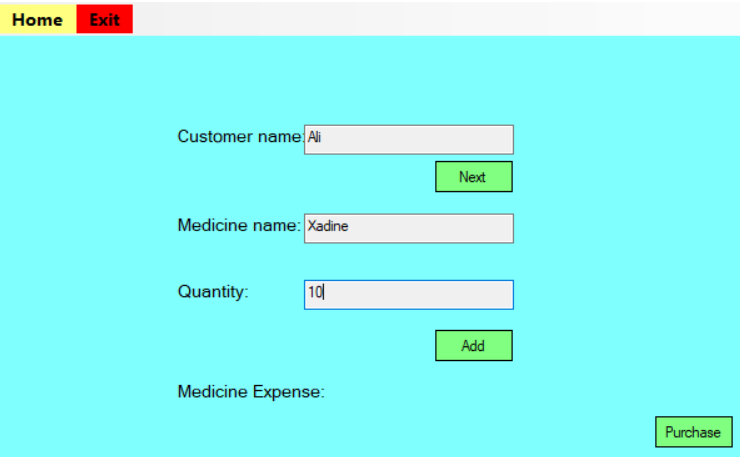 Home Exit
Customer name: Ali
Next
Medicine name: Xadine
Quantity: 10
Add
Medicine Expense:
Purchase